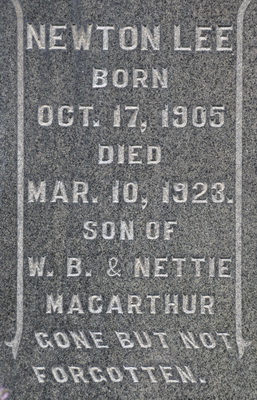 NEWTON LEE
BORN
OCT. 17, 1905
DIED
MAR. 10, 1923.
SON OF
W. B. & NETTIE
MACARTHUR
GONE BUT NOT
FORGOTTEN.